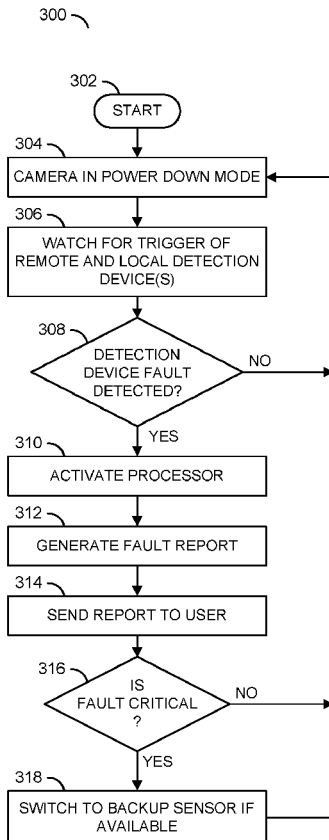 300
302
START
304
CAMERA IN POWER DOWN MODE
306
WATCH FOR TRIGGER OF
REMOTE AND LOCAL DETECTION
DEVICE(S)
308
DETECTION
DEVICE FAULT
DETECTED?
NO
YES
310
ACTIVATE PROCESSOR
312
GENERATE FAULT REPORT
314
SEND REPORT TO USER
316
IS
FAULT CRITICAL
?
NO
YES
318
SWITCH TO BACKUP SENSOR IF
AVAILABLE